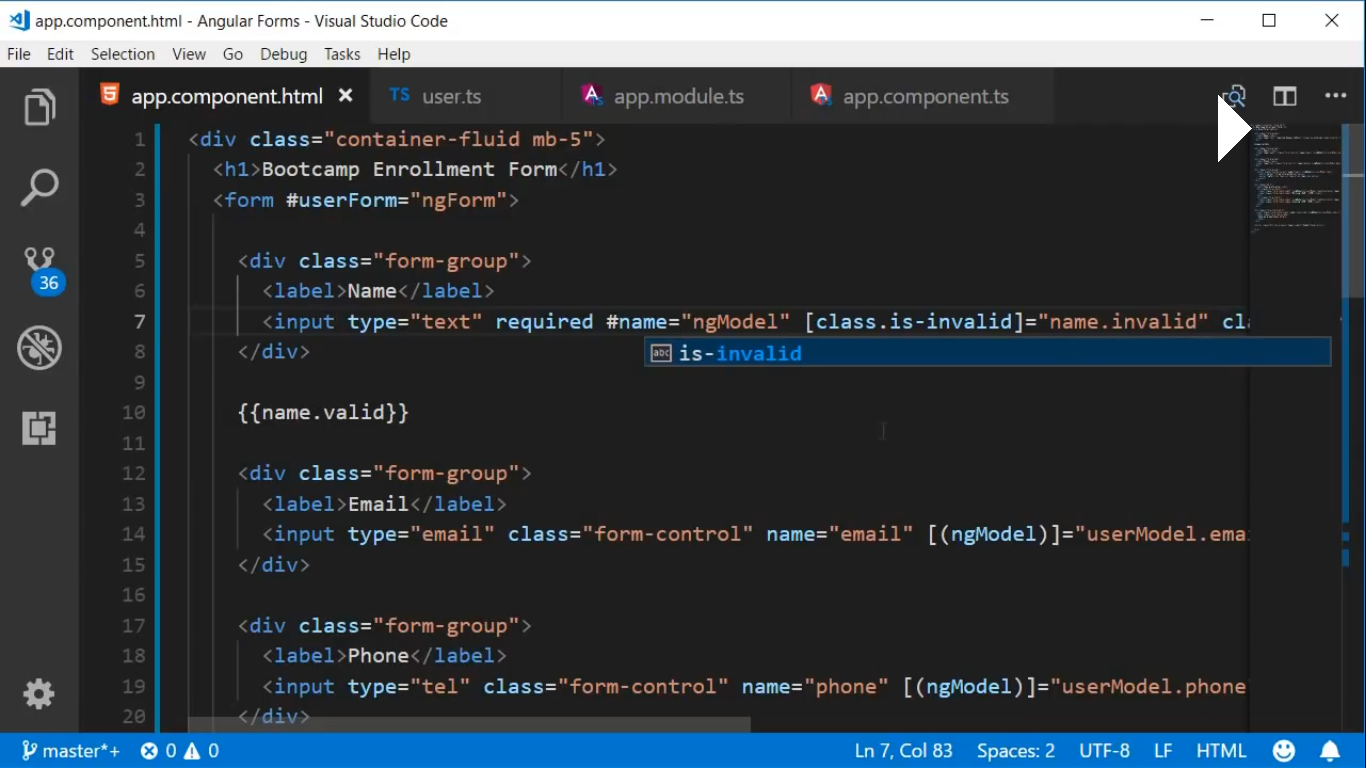 app.component.html - Angular Forms - Visual Studio Code
File Edit Selection View Go Debug Tasks Help
app.component.html TS user.ts app.module.ts app.component.ts
1 <div class="container-fluid mb-5">
2 <h1>Bootcamp Enrollment Form</h1>
3 <form #userForm="ngForm">
4
5 <div class="form-group">
6 <label>Name</label>
7 <input type="text" required #name="ngModel" [class.is-invalid]="name.invalid" cla
abc is-invalid
8 </div>
9
10 {{name.valid}}
11
12 <div class="form-group">
13 <label>Email</label>
14 <input type="email" class="form-control" name="email" [(ngModel)]="userModel.emai
15 </div>
16
17 <div class="form-group">
18 <label>Phone</label>
19 <input type="tel" class="form-control" name="phone" [(ngModel)]="userModel.phone
20 </div>
36
master*+ 0 0 Ln 7, Col 83 Spaces: 2 UTF-8 LF HTML